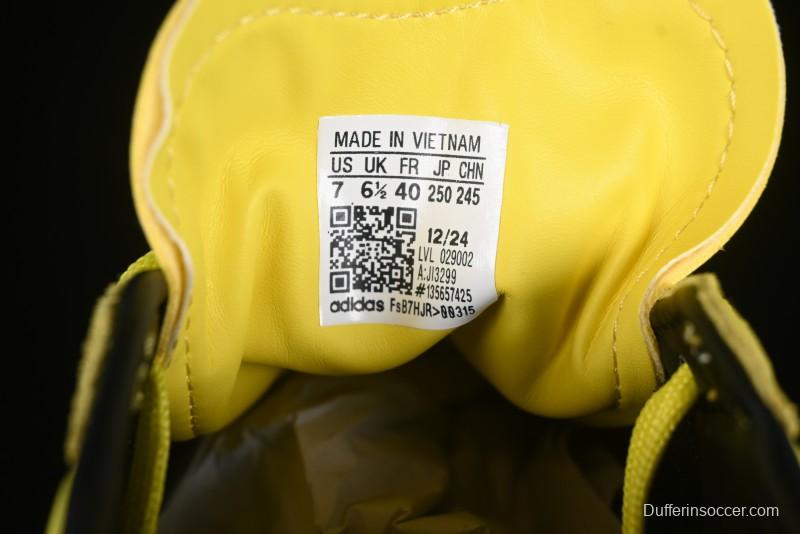 MADE IN VIETNAM
US UK FR JP CHN
7 6½ 40 250 245
12/24
LVL 029002
A:JI3299
#135657425
adidas FsB7HJR>00315
Dufferinsoccer.com